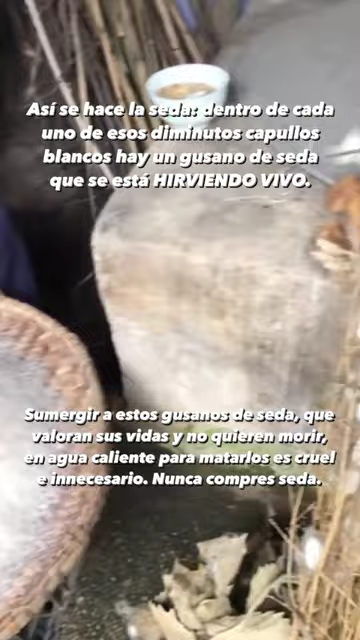 Así se hace la seda: dentro de cada
uno de esos diminutos capullos
blancos hay un gusano de seda
que se está HIRVIENDO VIVO.
Sumergir a estos gusanos de seda, que
valoran sus vidas y no quieren morir,
en agua caliente para matarlos es cruel
e innecesario. Nunca compres seda.